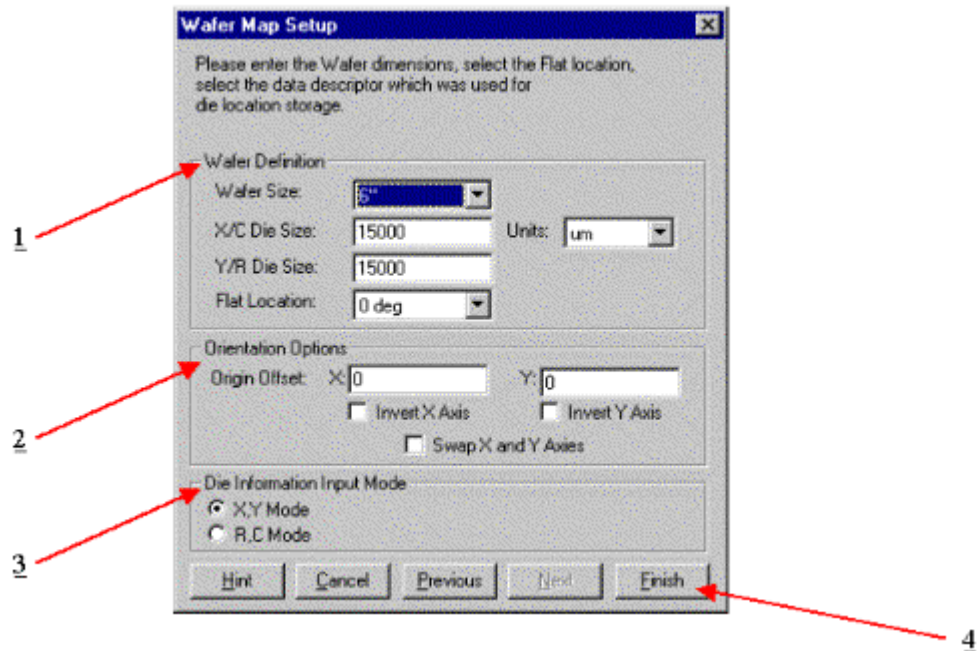 Wafer Map Setup
Please enter the Wafer dimensions, select the Flat location,
select the data descriptor which was used for
die location storage.
Wafer Definition
Wafer Size: 6"
1
X/C Die Size: 15000 Units: um
Y/R Die Size: 15000
Flat Location: 0 deg
Orientation Options
Origin Offset: X: 0 Y: 0
Invert X Axis Invert Y Axis
2
Swap X and Y Axies
Die Information Input Mode
X,Y Mode
R,C Mode
3
Hint Cancel Previous Next Finish
4